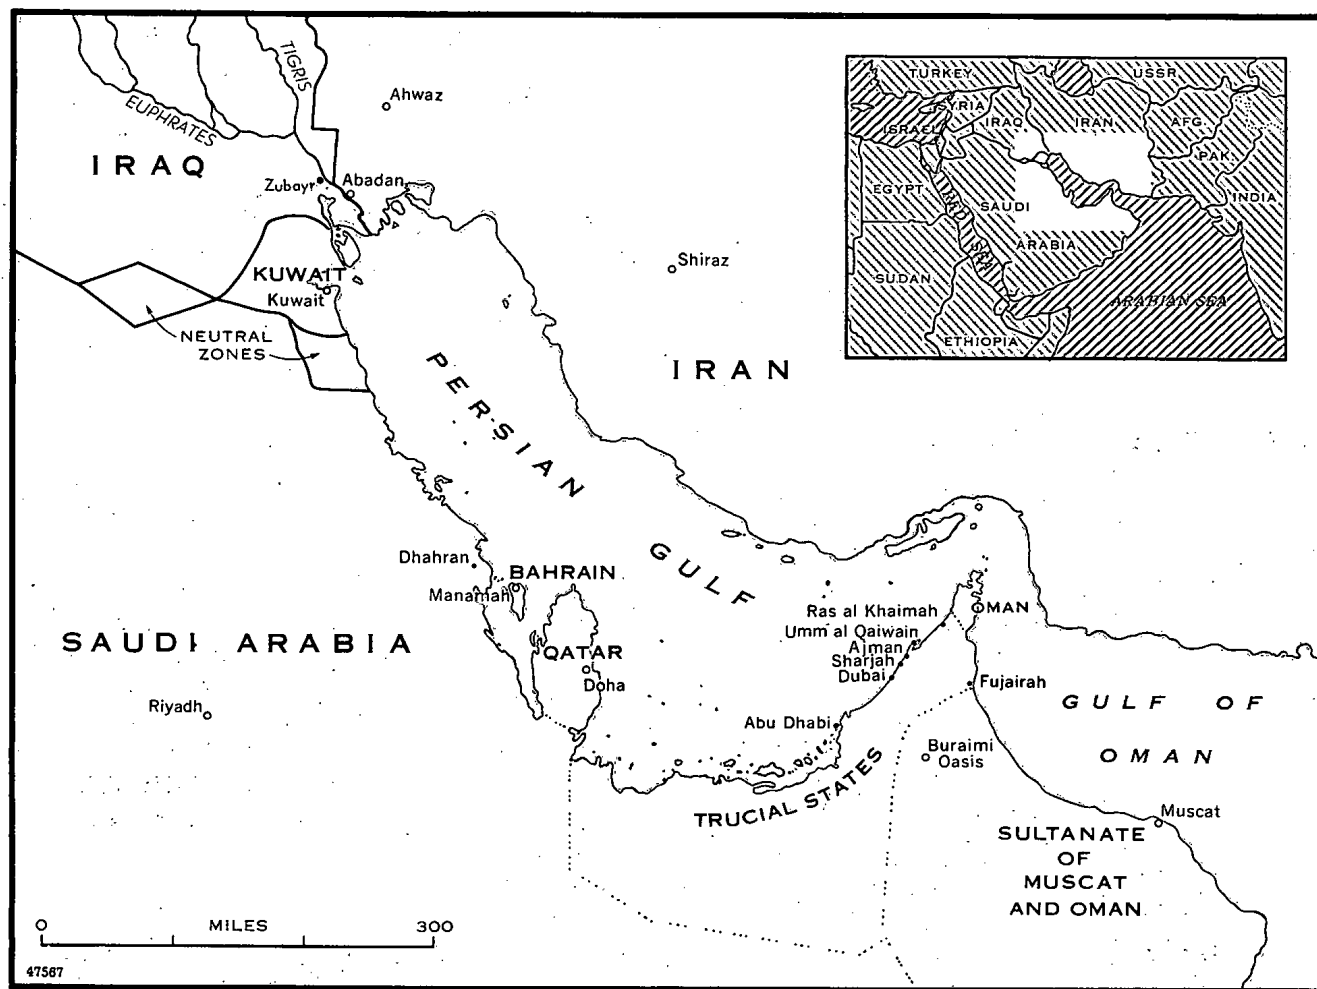 TIGRIS
EUPHRATES
Ahwaz
IRAQ
Zubayr
Abadan
KUWAIT
Kuwait
NEUTRAL
ZONES
Shiraz
IRAN
PERSIAN
GULF
Dhahran
BAHRAIN
Manamah
QATAR
Doha
SAUDI ARABIA
Riyadh
Ras al Khaimah
OMAN
Umm al Qaiwain
Ajman
Sharjah
Dubai
Fujairah
Abu Dhabi
Buraimi
Oasis
TRUCIAL STATES
GULF OF
OMAN
Muscat
SULTANATE
OF
MUSCAT
AND OMAN
0 MILES 300
47567
TURKEY
USSR
SYRIA
ISRAEL
IRAQ
IRAN
AFG.
PAK.
INDIA
EGYPT
RED SEA
SAUDI
ARABIA
SUDAN
ARABIAN SEA
ETHIOPIA